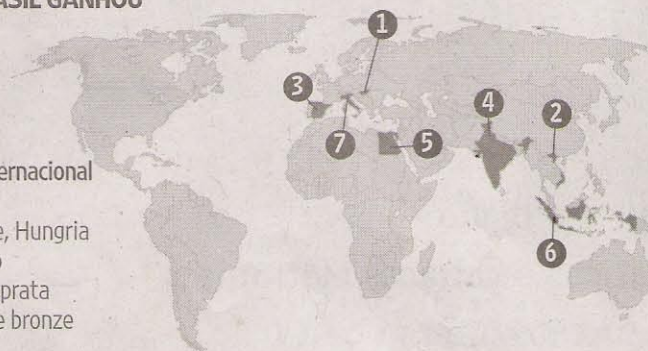 ASIL GANHOU
ernacional
e, Hungria
o
prata
e bronze
1
3
4
2
7
5
6